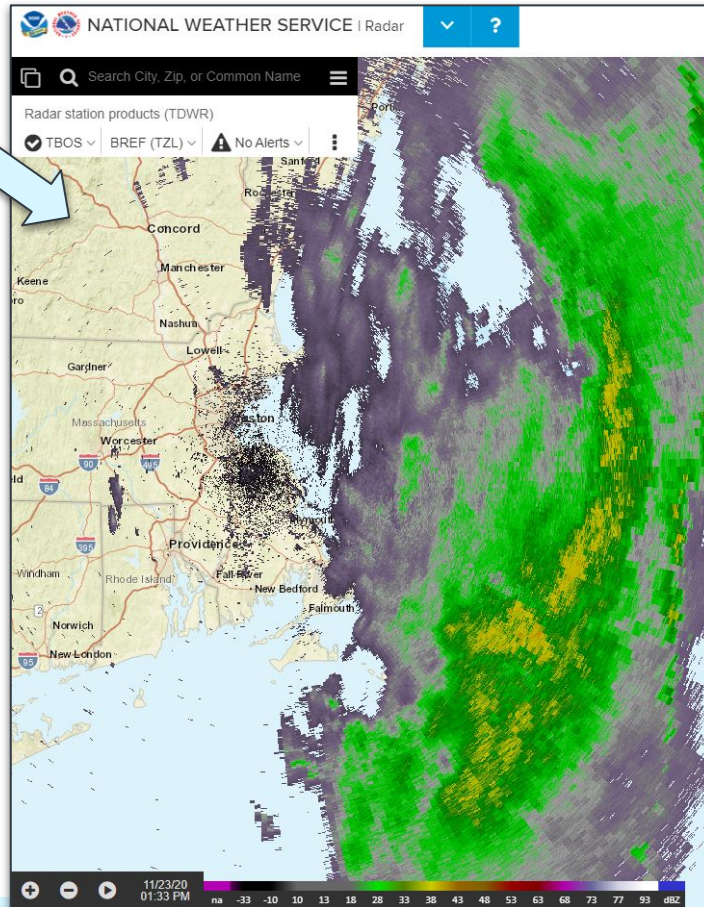 NATIONAL WEATHER SERVICE | Radar
?
Search City, Zip, or Common Name
Radar station products (TDWR)
TBOS BREF (TZL) No Alerts
Sanford
Concord
Manchester
Keene
Nashua
Lowell
Gardner
Massachusetts
Worcester
90
495
84
395
Providence
Windham
Rhode Island
Fall River
New Bedford
Falmouth
2
Norwich
New London
95
11/23/20
01:33 PM
na -33 -10 10 13 18 28 33 38 43 48 53 63 68 73 77 93 dBZ